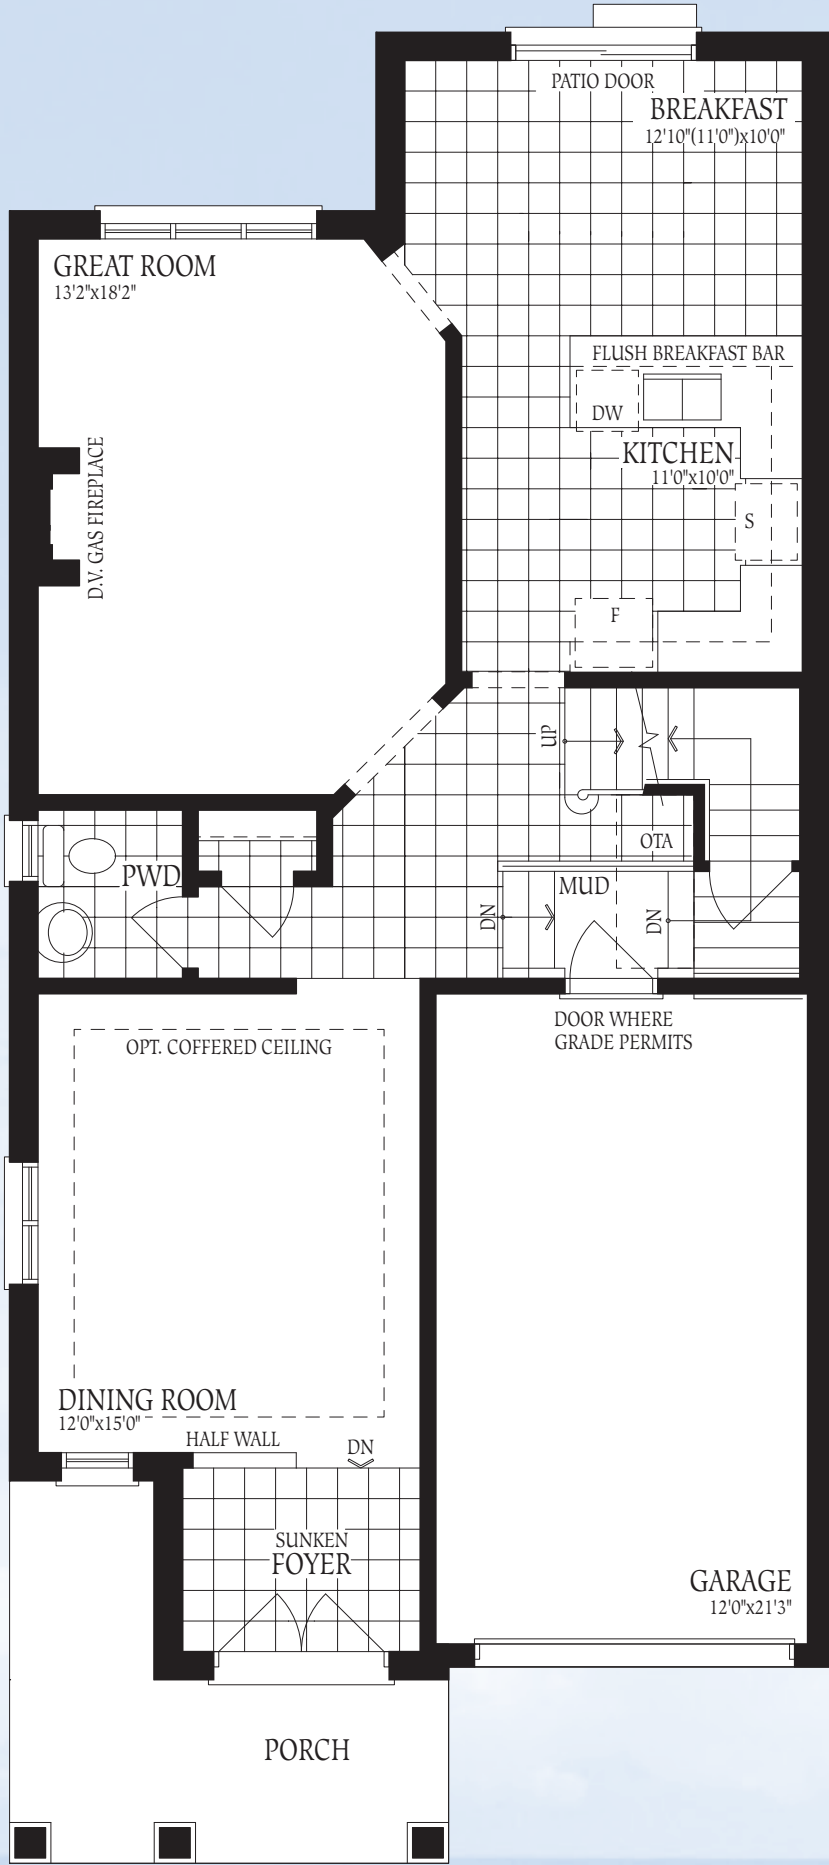 PATIO DOOR
BREAKFAST
12'10"(11'0")x10'0"
GREAT ROOM
13'2"x18'2"
FLUSH BREAKFAST BAR
DW
KITCHEN
11'0"x10'0"
D.V. GAS FIREPLACE
S
F
UP
OTA
PWD
MUD
DN
DN
DOOR WHERE
GRADE PERMITS
OPT. COFFERED CEILING
DINING ROOM
12'0"x15'0"
HALF WALL
DN
SUNKEN
FOYER
GARAGE
12'0"x21'3"
PORCH